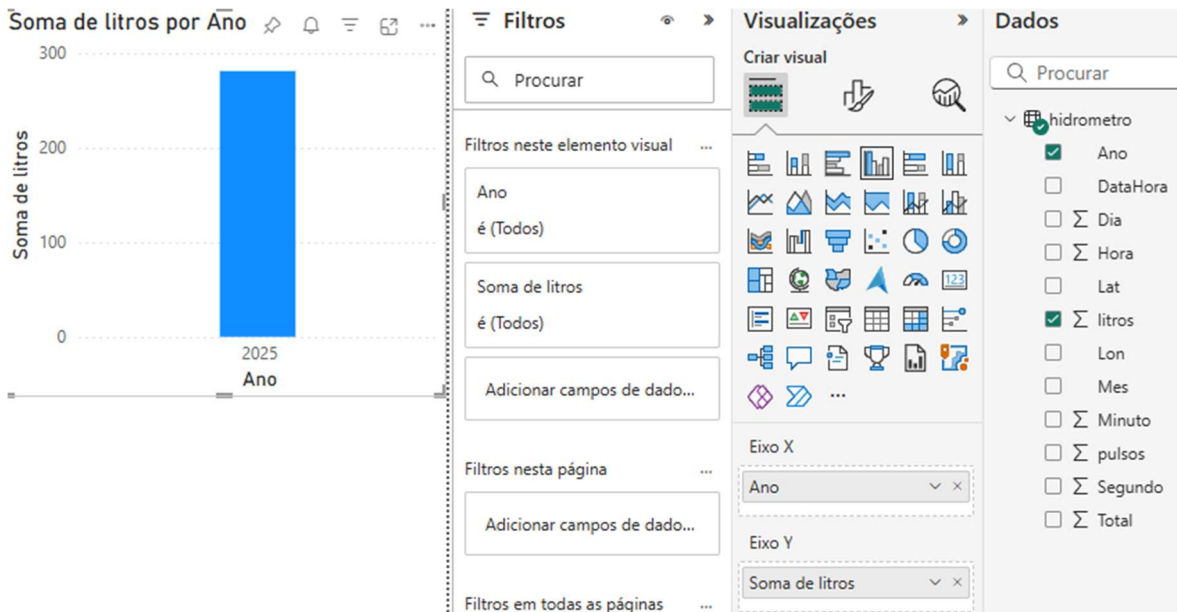 Soma de litros por Ano
300
200
100
0
Soma de litros
2025
Ano
Filtros
Procurar
Filtros neste elemento visual
Ano
é (Todos)
Soma de litros
é (Todos)
Adicionar campos de dado...
Filtros nesta página
Adicionar campos de dado...
Filtros em todas as páginas
Visualizações
Criar visual
123
Eixo X
Ano
Eixo Y
Soma de litros
Dados
Procurar
hidrometro
Ano
DataHora
Σ Dia
Σ Hora
Lat
Σ litros
Lon
Mes
Σ Minuto
Σ pulsos
Σ Segundo
Σ Total